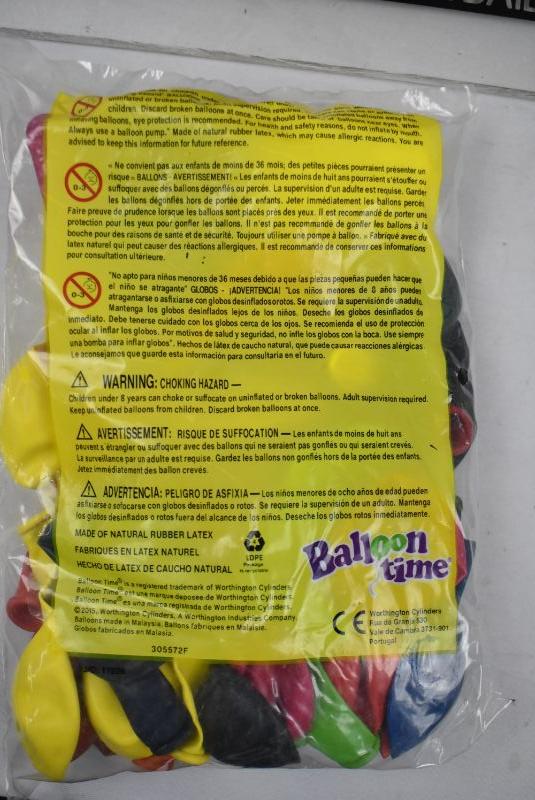 children. Discard broken balloons at once. Care should be
inflating balloons, eye protection is recommended. For health and safety reasons, do not inflate by mouth.
Always use a balloon pump." Made of natural rubber latex, which may cause allergic reactions. You are
advised to keep this information for future reference.
0-3
« Ne convient pas aux enfants de moins de 36 mois; des petites pièces pourraient présenter un
risque » BALLONS - AVERTISSEMENT! « Les enfants de moins de huit ans pourraient s'étouffer ou
suffoquer avec des ballons dégonflés ou percés. La supervision d'un adulte est requise. Garder
les ballons dégonflés hors de portée des enfants. Jeter immédiatement les ballons percés
Faire preuve de prudence lorsque les ballons sont placés près des yeux. Il est recommandé de porter une
protection pour les yeux pour gonfler les ballons. Il n'est pas recommandé de gonfler les ballons à la
bouche pour des raisons de santé et de sécurité. Toujours utiliser une pompe à ballon. » Fabriqué avec du
latex naturel qui peut causer des réactions allergiques. Il est recommandé de conserver ces informations
pour consultation ultérieure.
0-3
"No apto para niños menores de 36 meses debido a que las piezas pequeñas pueden hacer que
el niño se atragante" GLOBOS - ¡ADVERTENCIA! "Los niños menores de 8 años pueden
atragantarse o asfixiarse con globos desinflados o rotos. Se requiere la supervisión de un adulto.
Mantenga los globos desinflados lejos de los niños. Deseche los globos desinflados de
inmediato. Debe tenerse cuidado con los globos cerca de los ojos. Se recomienda el uso de protección
ocular al inflar los globos. Por motivos de salud y seguridad, no infle los globos con la boca. Use siempre
una bomba para inflar globos". Hechos de látex de caucho natural, que puede causar reacciones alérgicas.
Le aconsejamos que guarde esta información para consultarla en el futuro.
WARNING: CHOKING HAZARD —
Children under 8 years can choke or suffocate on uninflated or broken balloons. Adult supervision required.
Keep uninflated balloons from children. Discard broken balloons at once.
AVERTISSEMENT: RISQUE DE SUFFOCATION — Les enfants de moins de huit ans
peuvent s'étrangler ou suffoquer avec des ballons qui ne seraient pas gonflés ou qui seraient crevés.
La surveillance par un adulte est requise. Gardez les ballons non gonflés hors de la portée des enfants.
Jetez immédiatement des ballon crevés.
ADVERTENCIA: PELIGRO DE ASFIXIA — Los niños menores de ocho años de edad pueden
asfixiarse o sofocarse con globos desinflados o rotos. Se requiere la supervisión de un adulto. Mantenga
los globos desinflados o rotos fuera del alcance de los niños. Deseche los globos rotos inmediatamente.
MADE OF NATURAL RUBBER LATEX
FABRIQUÉS EN LATEX NATUREL
HECHO DE LATEX DE CAUCHO NATURAL
4
LDPE
Package
is recyclable
Balloon time®
Balloon Time® is a registered trademark of Worthington Cylinders.
Balloon Time® est une marque deposee de Worthington Cylinders.
Balloon Time® es una marca registrada de Worthington Cylinders.
© 2015. Worthington Cylinders. A Worthington Industries Company
Balloons made in Malaysia. Ballons fabriques en Malaisie.
Globos fabricados en Malasia.
305572F
CE
Worthington Cylinders
Rua da Granja 530
Vale de Cambra 3731-901
Portugal